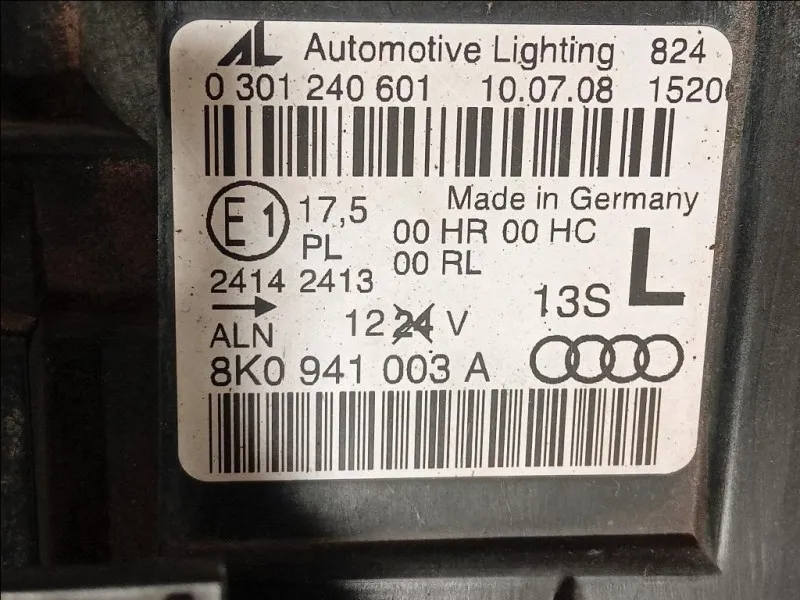 AL Automotive Lighting 824
0 301 240 601 10.07.08 1520
Made in Germany
E1 17,5
PL
00 HR 00 HC
00 RL
L
2414 2413
13S
ALN
12 24 V
8K0 941 003 A